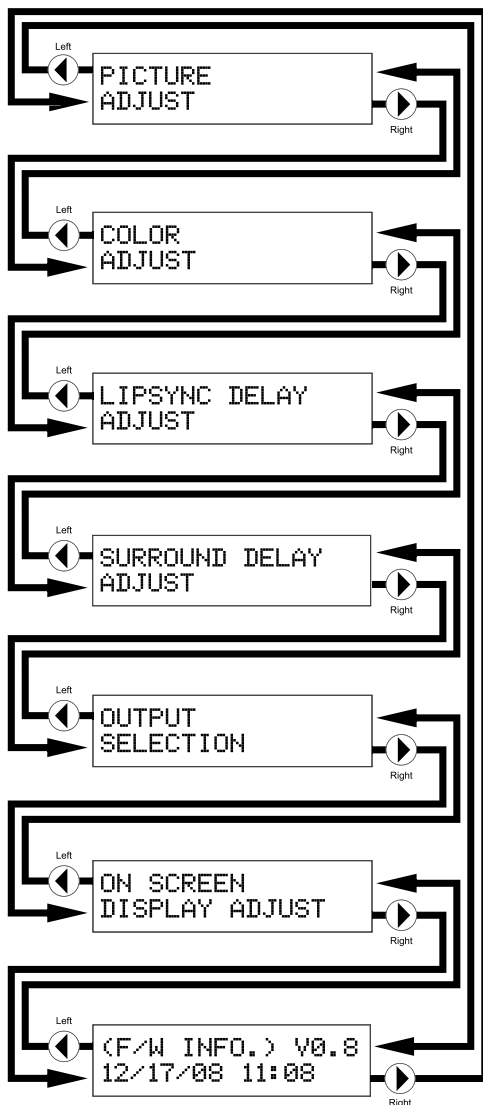 Left
PICTURE
ADJUST
Right
Left
COLOR
ADJUST
Right
Left
LIPSYNC DELAY
ADJUST
Right
Left
SURROUND DELAY
ADJUST
Right
Left
OUTPUT
SELECTION
Right
Left
ON SCREEN
DISPLAY ADJUST
Right
Left
(F/W INFO.) V0.8
12/17/08 11:08
Right